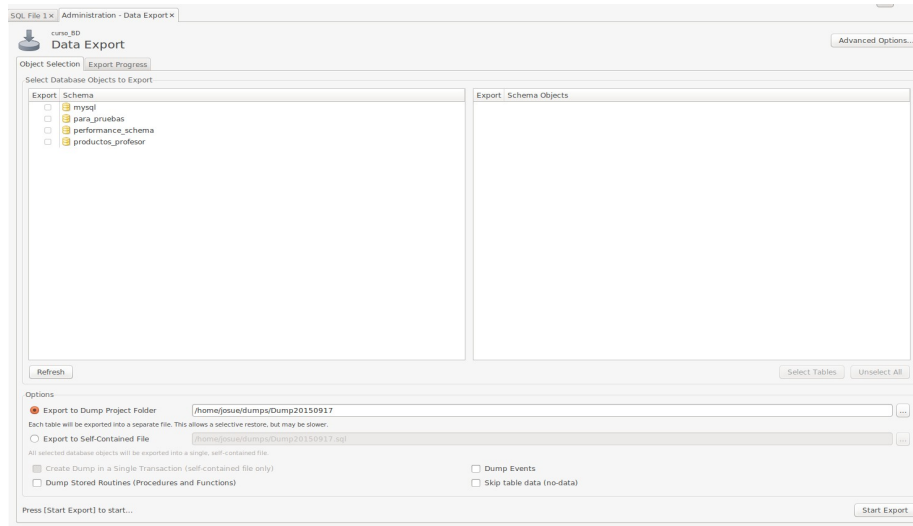 SQL File 1× Administration - Data Export×
curso_BD
Data Export
Advanced Options...
Object Selection Export Progress
Select Database Objects to Export
Export Schema
mysql
para_pruebas
performance_schema
productos_profesor
Export Schema Objects
Refresh
Select Tables Unselect All
Options
Export to Dump Project Folder /home/josue/dumps/Dump20150917 ...
Each table will be exported into a separate file. This allows a selective restore, but may be slower.
Export to Self-Contained File /home/josue/dumps/Dump20150917.sql ...
All selected database objects will be exported into a single, self-contained file.
Create Dump in a Single Transaction (self-contained file only) Dump Events
Dump Stored Routines (Procedures and Functions) Skip table data (no-data)
Press [Start Export] to start... Start Export